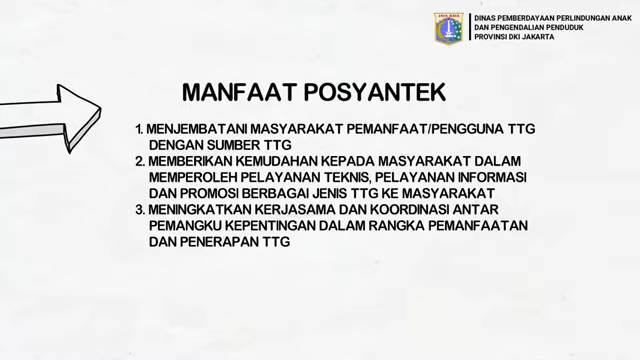 JAYA RAYA
DINAS PEMBERDAYAAN PERLINDUNGAN ANAK
DAN PENGENDALIAN PENDUDUK
PROVINSI DKI JAKARTA
MANFAAT POSYANTEK
1. MENJEMBATANI MASYARAKAT PEMANFAAT/PENGGUNA TTG
DENGAN SUMBER TTG
2. MEMBERIKAN KEMUDAHAN KEPADA MASYARAKAT DALAM
MEMPEROLEH PELAYANAN TEKNIS, PELAYANAN INFORMASI
DAN PROMOSI BERBAGAI JENIS TTG KE MASYARAKAT
3. MENINGKATKAN KERJASAMA DAN KOORDINASI ANTAR
PEMANGKU KEPENTINGAN DALAM RANGKA PEMANFAATAN
DAN PENERAPAN TTG